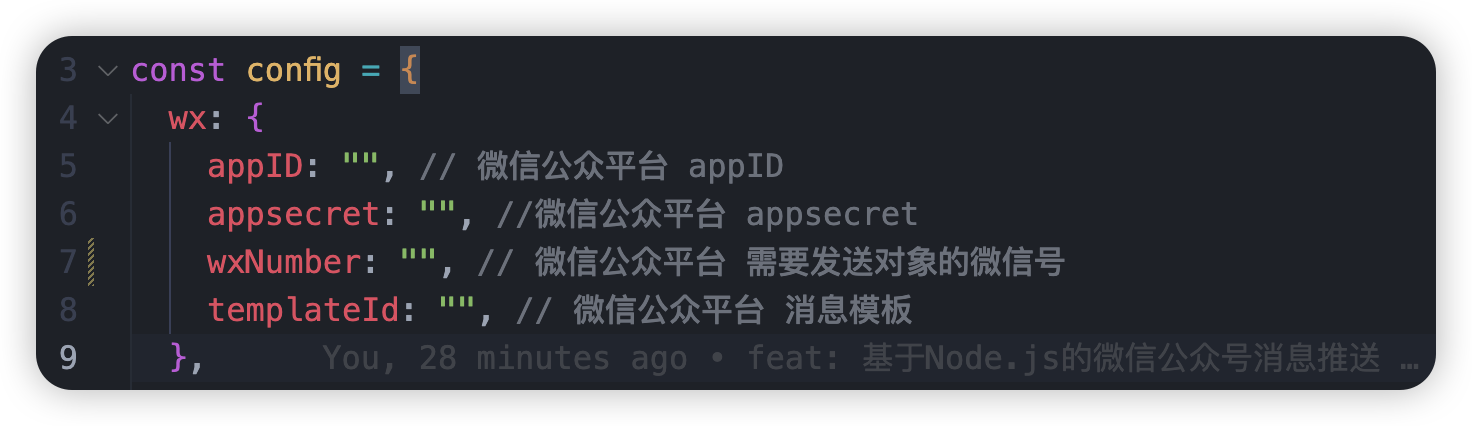 3 const config = {
4 wx: {
5 appID: "", // 微信公众平台 appID
6 appsecret: "", //微信公众平台 appsecret
7 wxNumber: "", // 微信公众平台 需要发送对象的微信号
8 templateId: "", // 微信公众平台 消息模板
9 }, You, 28 minutes ago • feat: 基于Node.js的微信公众号消息推送 …